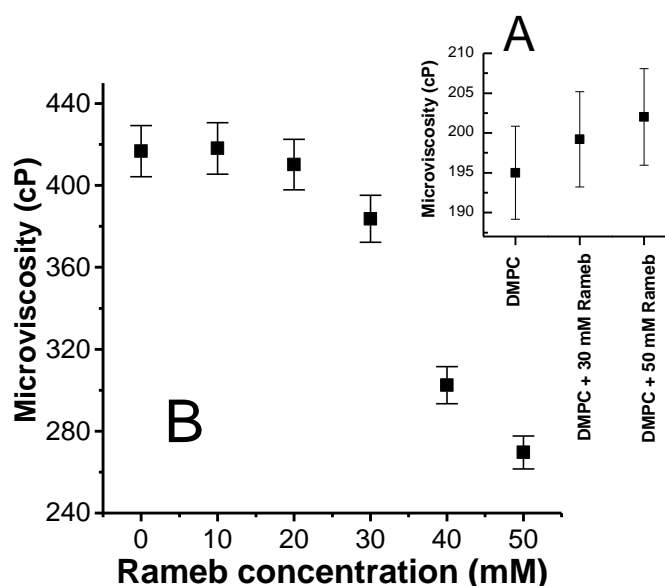 A
210
205
200
195
190
Microviscosity (cP)
DMPC
DMPC + 30 mM Rameb
DMPC + 50 mM Rameb
440
400
360
320
280
240
Microviscosity (cP)
B
0 10 20 30 40 50
Rameb concentration (mM)